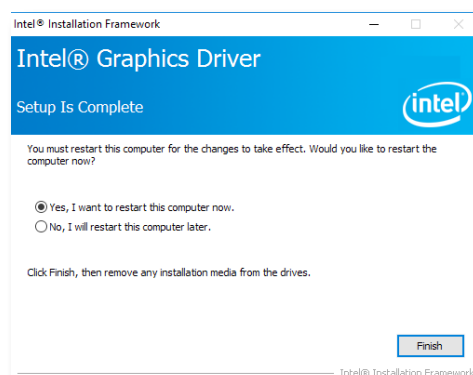 Intel® Installation Framework
Intel® Graphics Driver
Setup Is Complete
intel
You must restart this computer for the changes to take effect. Would you like to restart the
computer now?
Yes, I want to restart this computer now.
No, I will restart this computer later.
Click Finish, then remove any installation media from the drives.
Finish
Intel® Installation Framework